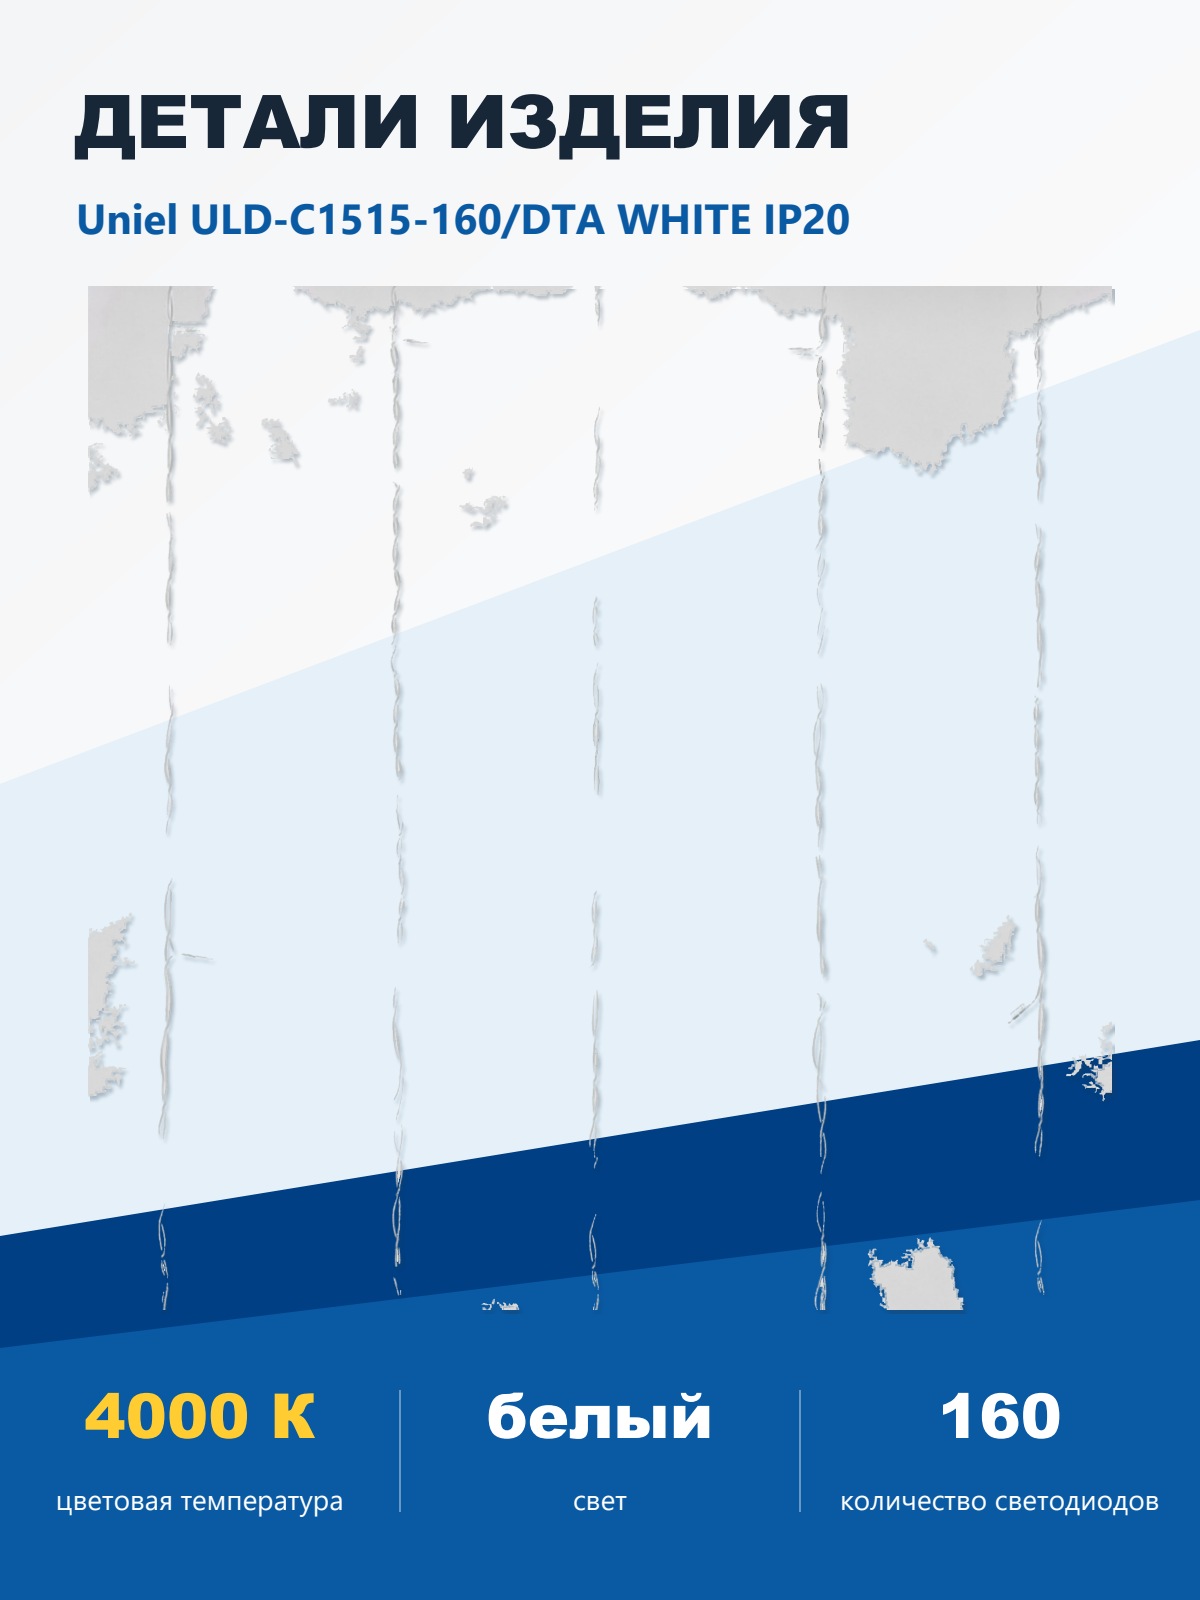 ДЕТАЛИ ИЗДЕЛИЯ
Uniel ULD-C1515-160/DTA WHITE IP20
4000 К
белый
160
цветовая температура
свет
количество светодиодов